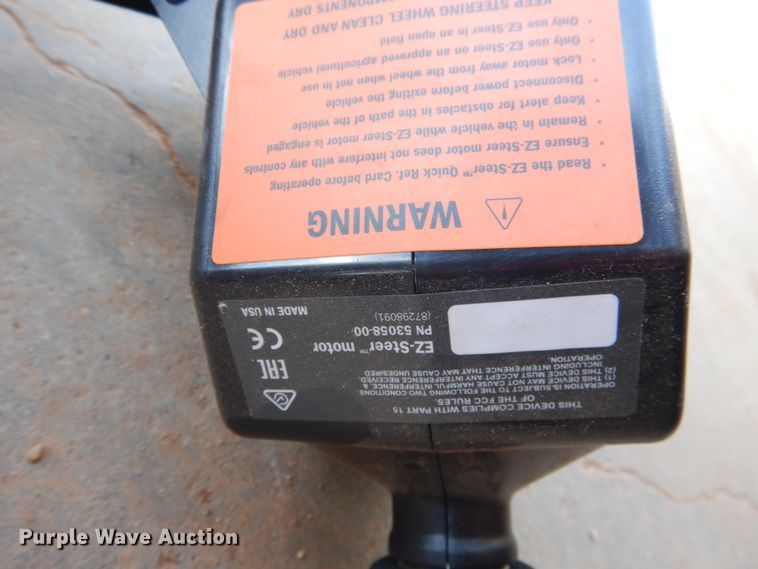 WARNING
• Read the EZ-Steer™ Quick Ref. Card before operating
• Ensure EZ-Steer motor does not interfere with any controls
• Remain in the vehicle while EZ-Steer motor is engaged
• Keep alert for obstacles in the path of the vehicle
• Disconnect power before exiting the vehicle
• Lock motor away from the wheel when not in use
• Only use EZ-Steer on an approved agricultural vehicle
• Only use EZ-Steer in an open field
KEEP STEERING WHEEL CLEAN AND DRY
COMPONENTS DRY
THIS DEVICE COMPLIES WITH PART 15
OF THE FCC RULES.
OPERATION IS SUBJECT TO THE FOLLOWING TWO CONDITIONS
(1) THIS DEVICE MAY NOT CAUSE HARMFUL INTERFERENCE, &
(2) THIS DEVICE MUST ACCEPT ANY INTERFERENCE RECEIVED,
INCLUDING INTERFERENCE THAT MAY CAUSE UNDESIRED
OPERATION.
EZ-Steer™ motor
PN 53058-00
(87298091)
EAC
CE
MADE IN USA
Purple Wave Auction